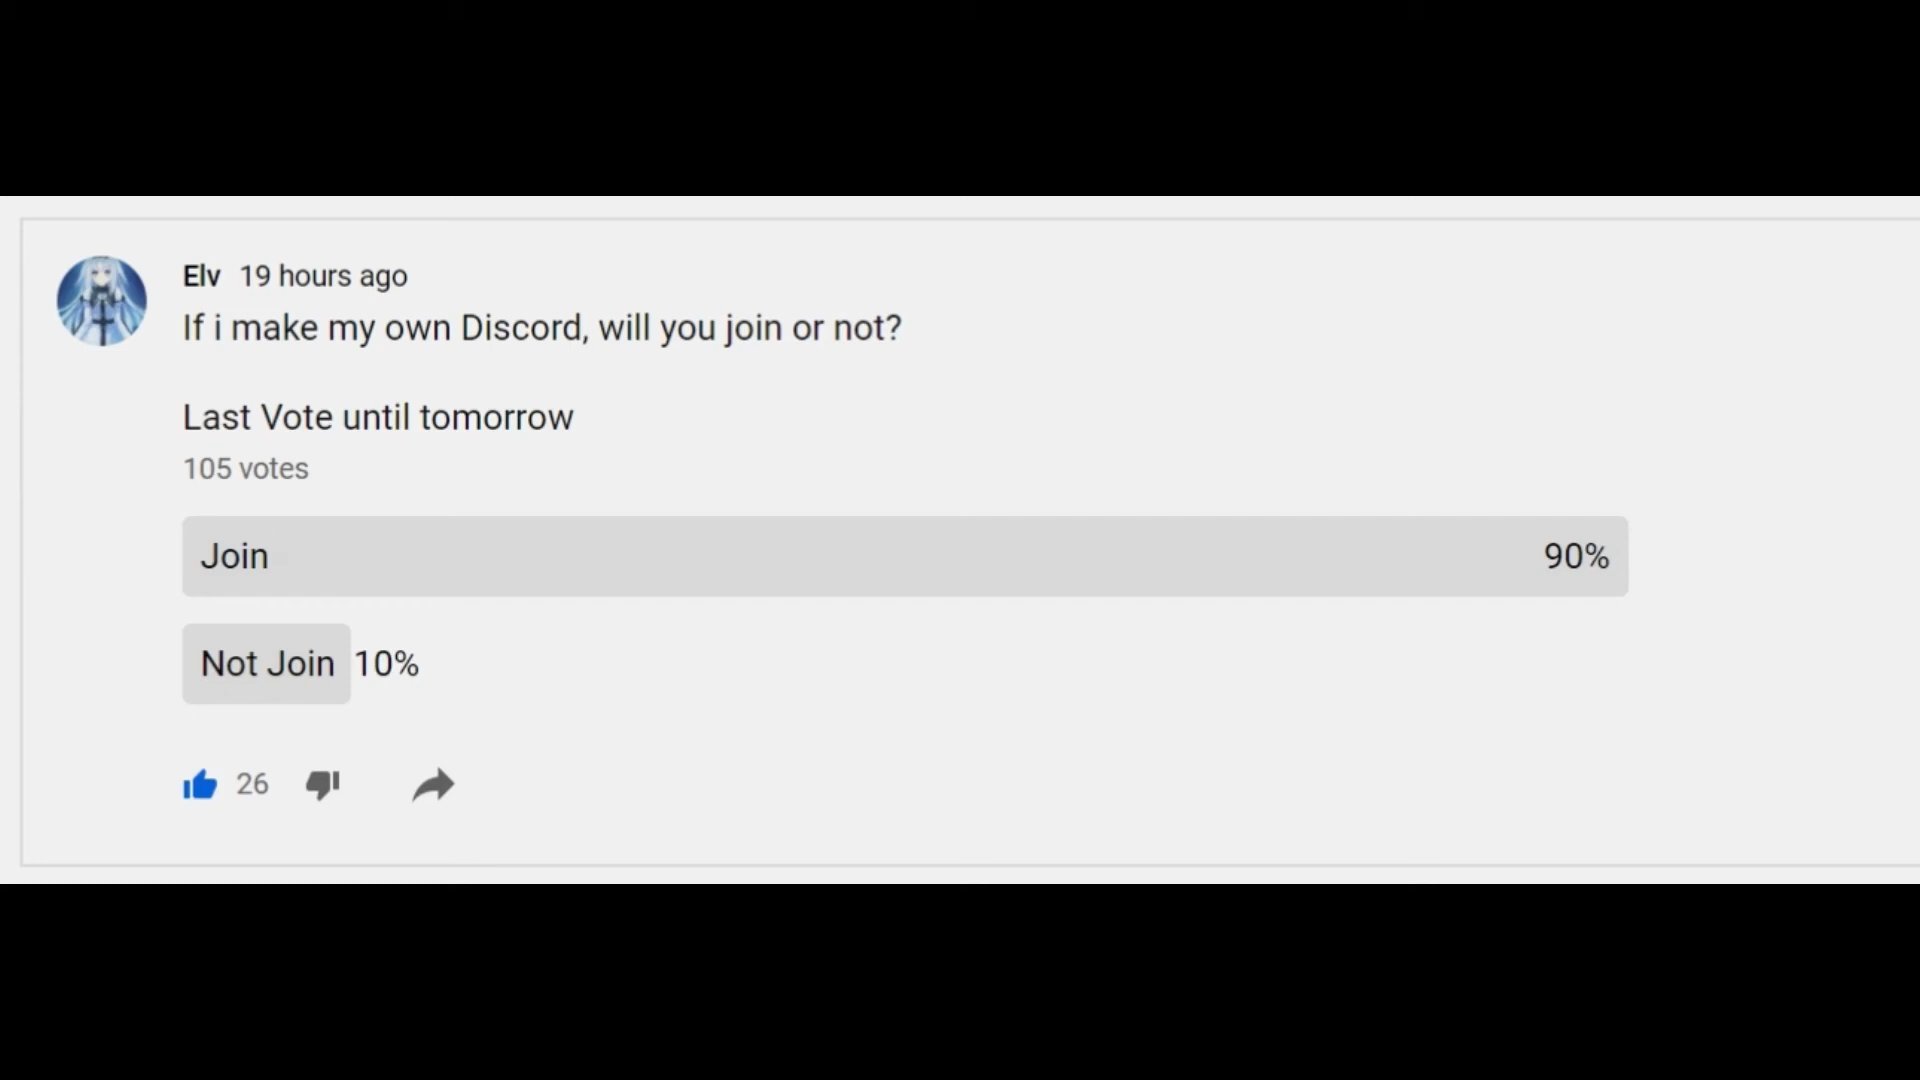 Elv 19 hours ago
If i make my own Discord, will you join or not?
Last Vote until tomorrow
105 votes
Join 90%
Not Join 10%
26